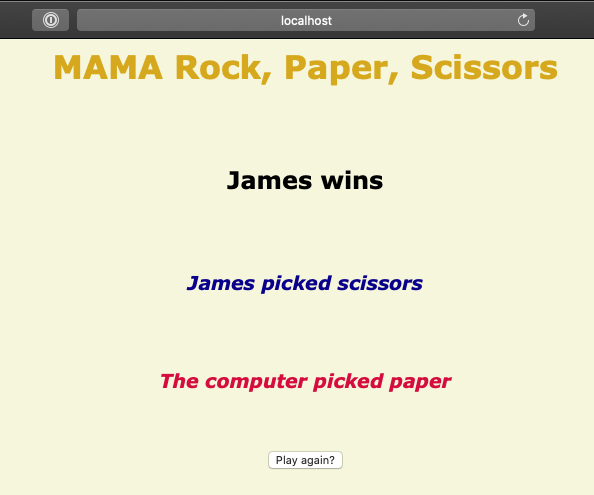 localhost
MAMA Rock, Paper, Scissors
James wins
James picked scissors
The computer picked paper
Play again?